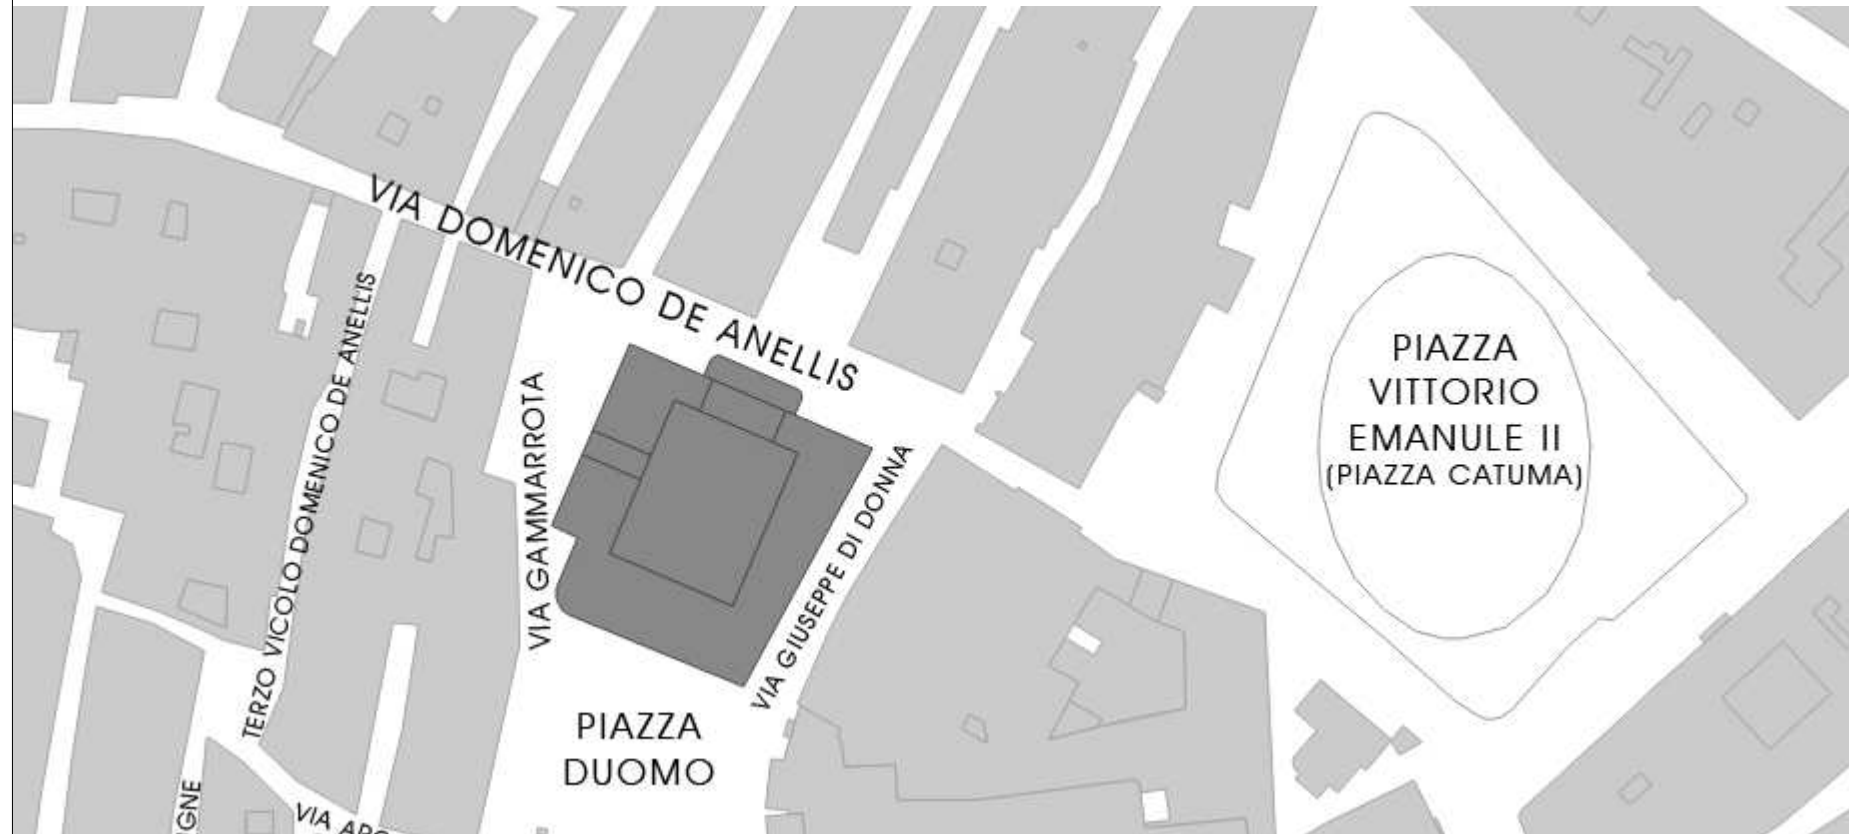 VIA DOMENICO DE ANELLIS
TERZO VICOLO DOMENICO DE ANELLIS
VIA GAMMARROTA
VIA GIUSEPPE DI DONNA
PIAZZA
VITTORIO
EMANULE II
(PIAZZA CATUMA)
PIAZZA
DUOMO
VIA